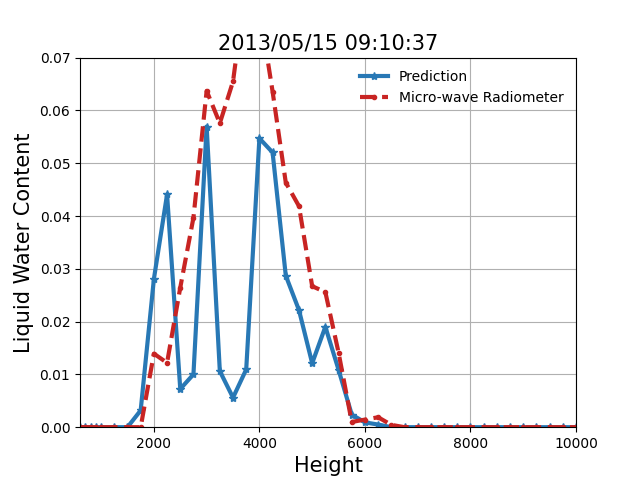 2013/05/15 09:10:37
Prediction
Micro-wave Radiometer
Liquid Water Content
0.07
0.06
0.05
0.04
0.03
0.02
0.01
0.00
2000 4000 6000 8000 10000
Height